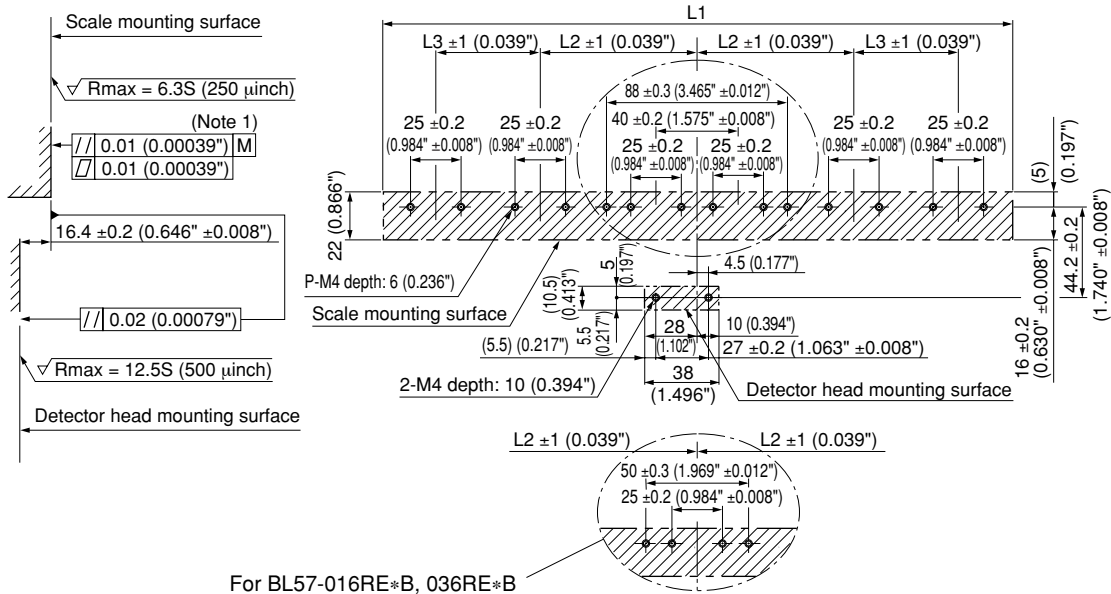 Scale mounting surface
Rmax = 6.3S (250 μinch)
(Note 1)
// 0.01 (0.00039") M
⏥ 0.01 (0.00039")
16.4 ±0.2 (0.646" ±0.008")
// 0.02 (0.00079")
Rmax = 12.5S (500 μinch)
Detector head mounting surface
L1
L3 ±1 (0.039") L2 ±1 (0.039") L2 ±1 (0.039") L3 ±1 (0.039")
88 ±0.3 (3.465" ±0.012")
40 ±0.2 (1.575" ±0.008")
25 ±0.2 25 ±0.2 25 ±0.2 25 ±0.2
(0.984" ±0.008") (0.984" ±0.008") (0.984" ±0.008") (0.984" ±0.008")
25 ±0.2 25 ±0.2
(0.984" ±0.008") (0.984" ±0.008")
(5)
(0.197")
22 (0.866")
44.2 ±0.2
(1.740" ±0.008")
16 ±0.2
(0.630" ±0.008")
P-M4 depth: 6 (0.236")
Scale mounting surface
5
(0.197")
4.5 (0.177")
(10.5)
(0.413")
5.5
(0.217")
(5.5) (0.217")
28
(1.102")
10 (0.394")
27 ±0.2 (1.063" ±0.008")
2-M4 depth: 10 (0.394")
38
(1.496")
Detector head mounting surface
L2 ±1 (0.039") L2 ±1 (0.039")
50 ±0.3 (1.969" ±0.012")
25 ±0.2 (0.984" ±0.008")
For BL57-016RE*B, 036RE*B